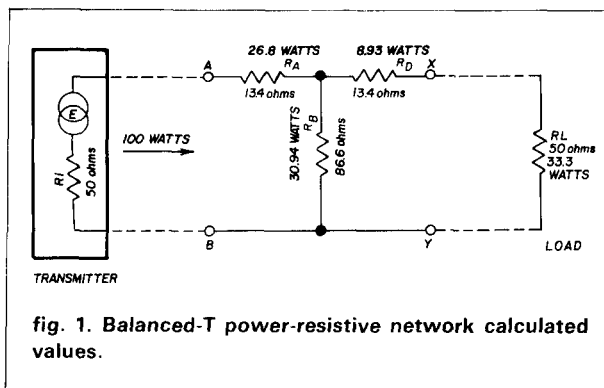 26.8 WATTS
8.93 WATTS
A
RA
RD
X
13.4 ohms
13.4 ohms
E
100 WATTS
RI
50 ohms
30.94 WATTS
RB
86.6 ohms
RL
50 ohms
33.3
WATTS
B
Y
LOAD
TRANSMITTER
fig. 1. Balanced-T power-resistive network calculated
values.